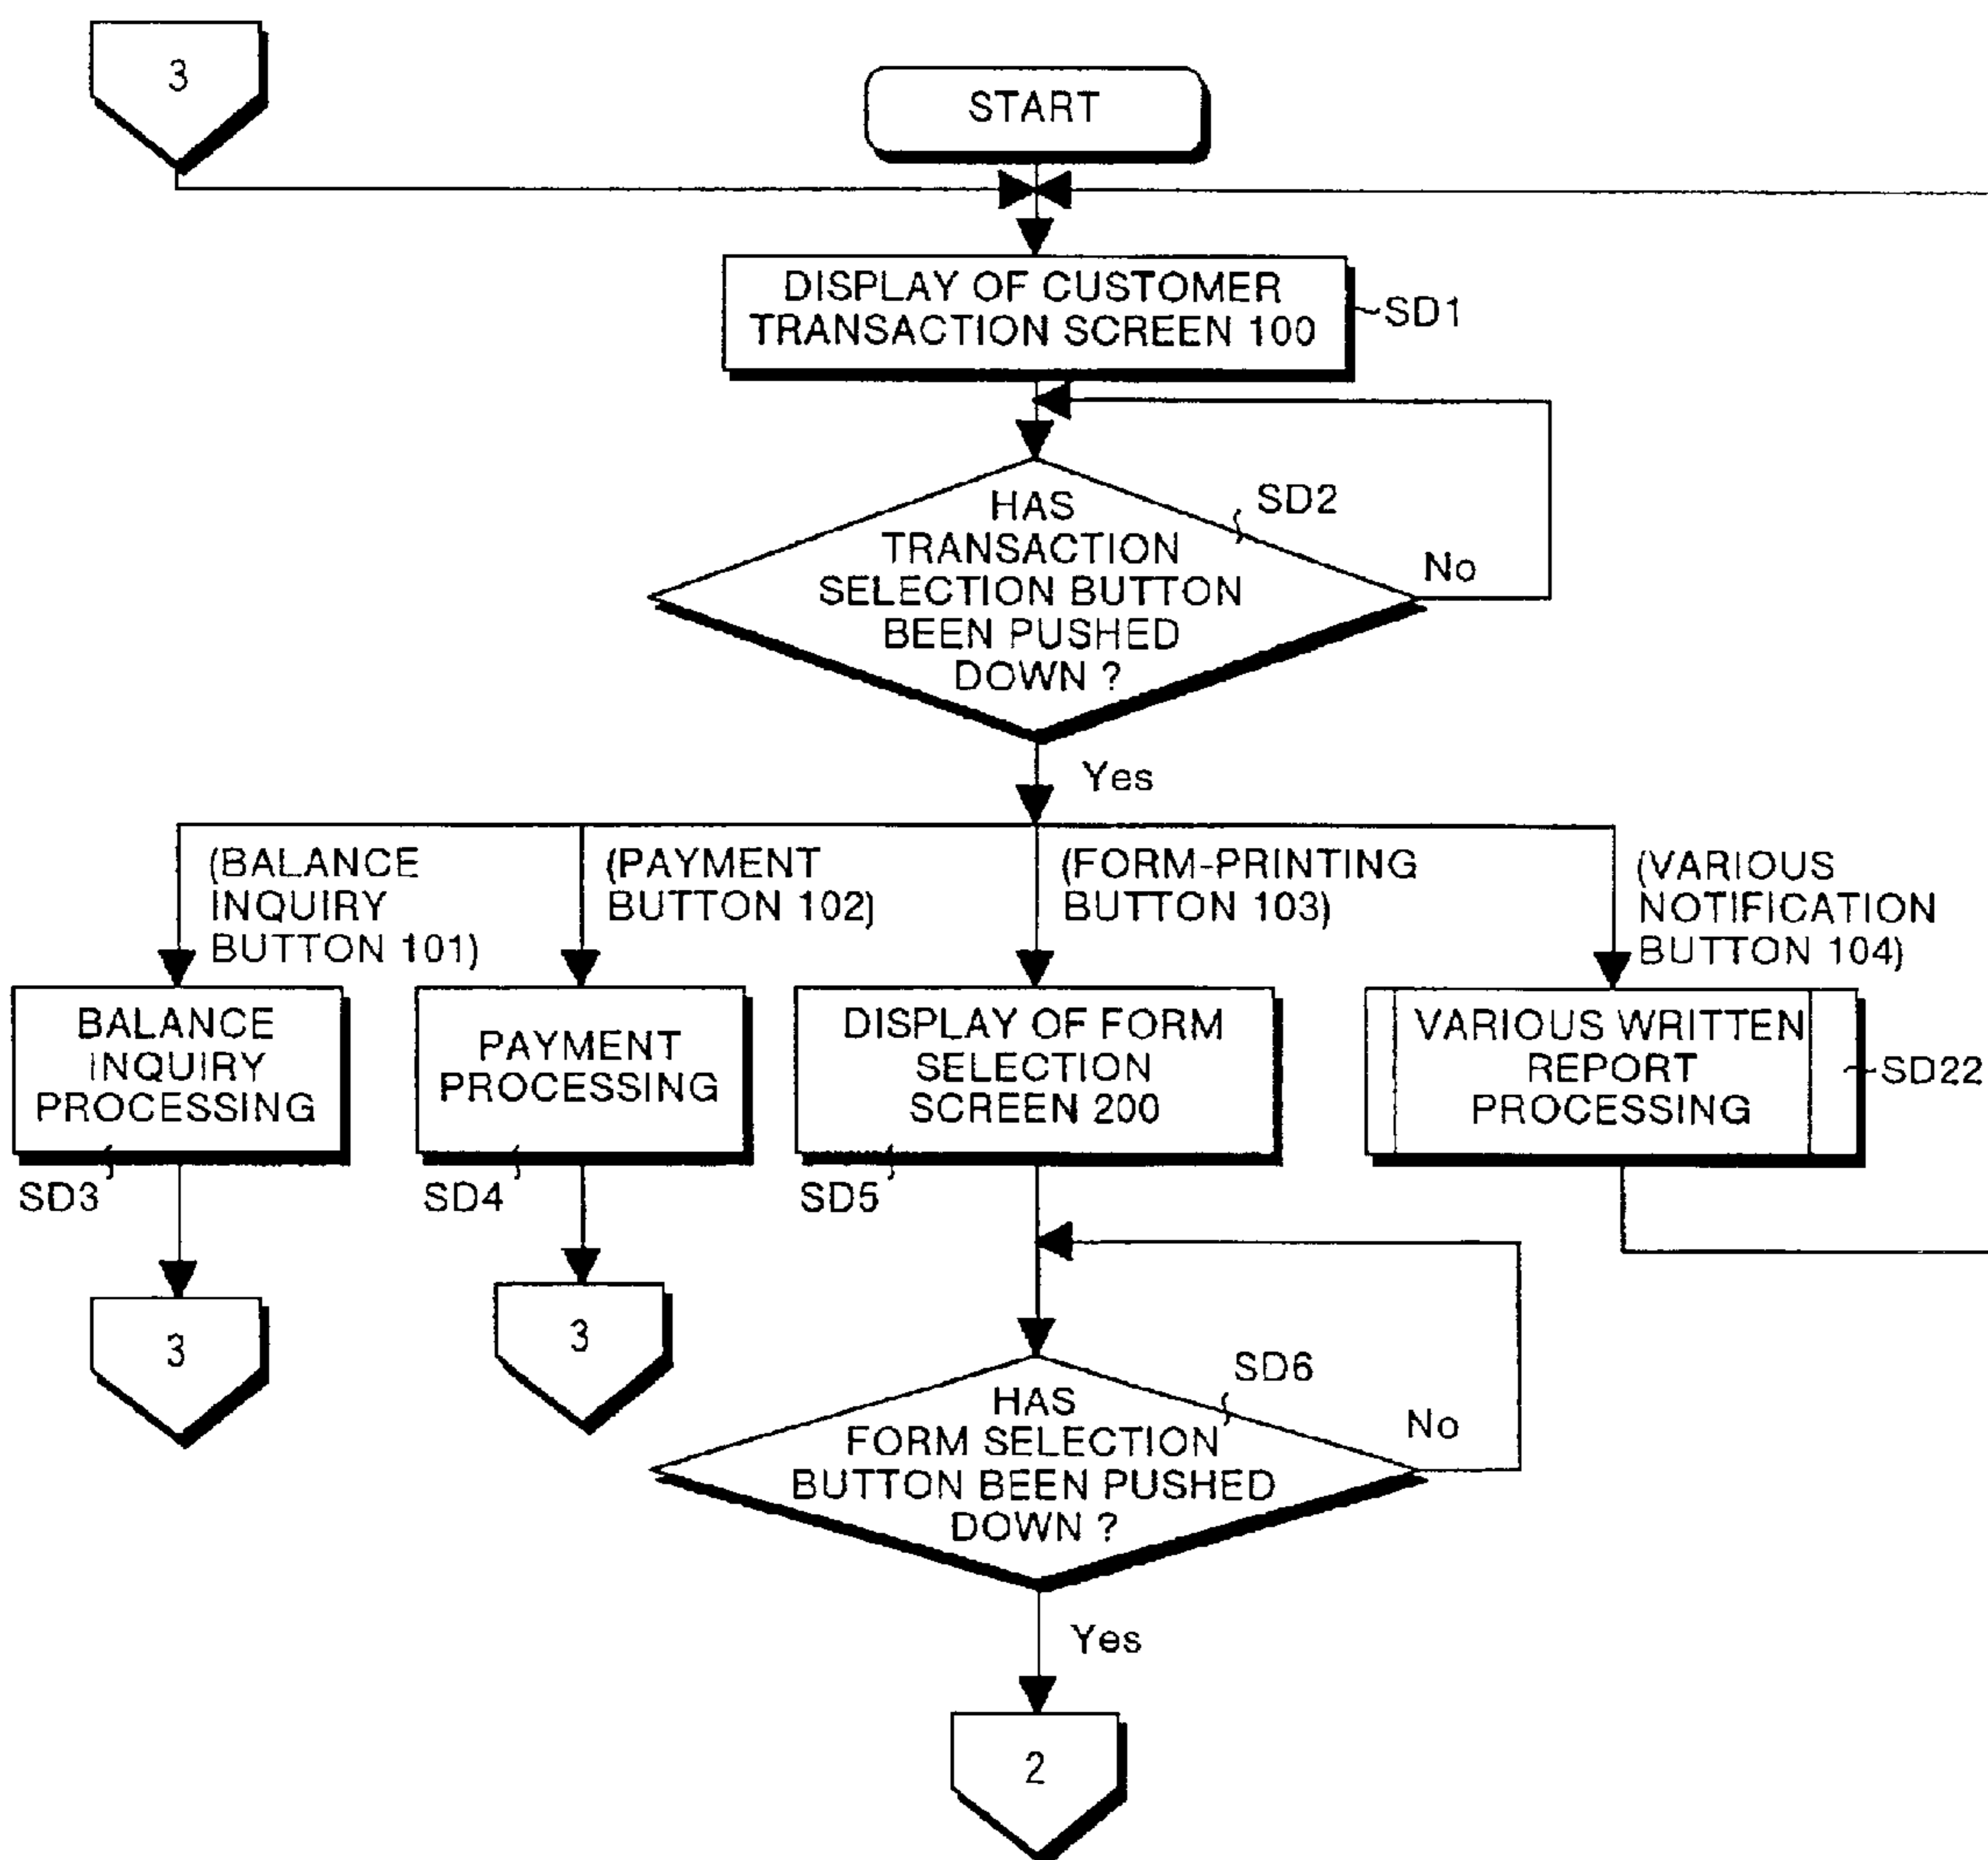 3
START
DISPLAY OF CUSTOMER
TRANSACTION SCREEN 100
SD1
HAS
TRANSACTION
SELECTION BUTTON
BEEN PUSHED
DOWN ?
SD2
No
Yes
(BALANCE
INQUIRY
BUTTON 101)
(PAYMENT
BUTTON 102)
(FORM-PRINTING
BUTTON 103)
(VARIOUS
NOTIFICATION
BUTTON 104)
BALANCE
INQUIRY
PROCESSING
SD3
PAYMENT
PROCESSING
SD4
DISPLAY OF FORM
SELECTION
SCREEN 200
SD5
VARIOUS WRITTEN
REPORT
PROCESSING
SD22
3
3
HAS
FORM SELECTION
BUTTON BEEN PUSHED
DOWN ?
SD6
No
Yes
2